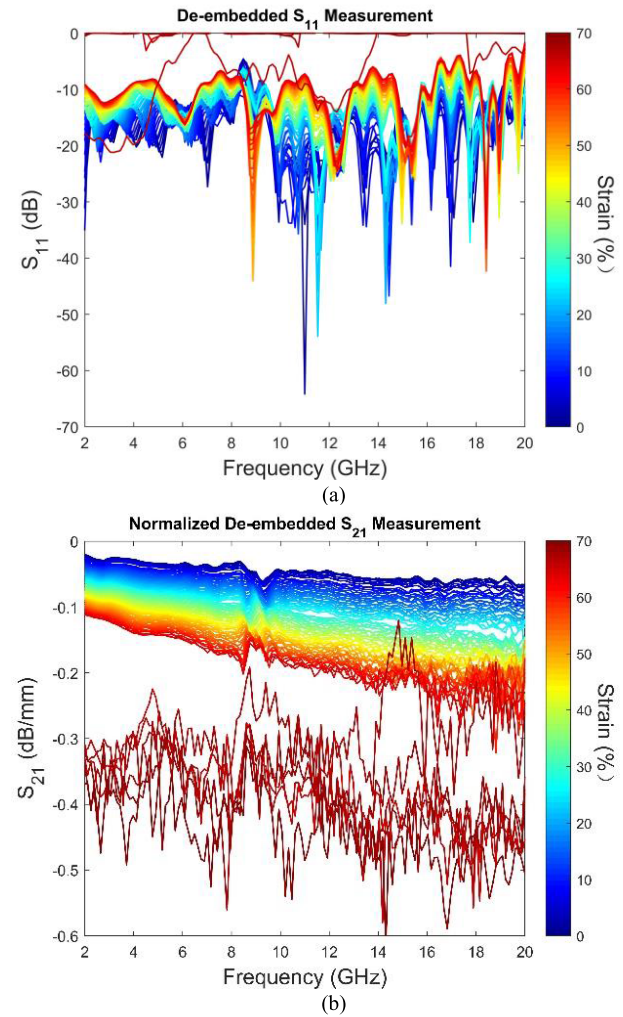 De-embedded S11 Measurement
0
-10
-20
-30
-40
-50
-60
-70
S11 (dB)
2 4 6 8 10 12 14 16 18 20
Frequency (GHz)
70
60
50
40
30
20
10
0
Strain (%)
(a)
Normalized De-embedded S21 Measurement
0
-0.1
-0.2
-0.3
-0.4
-0.5
-0.6
S21 (dB/mm)
2 4 6 8 10 12 14 16 18 20
Frequency (GHz)
70
60
50
40
30
20
10
0
Strain (%)
(b)